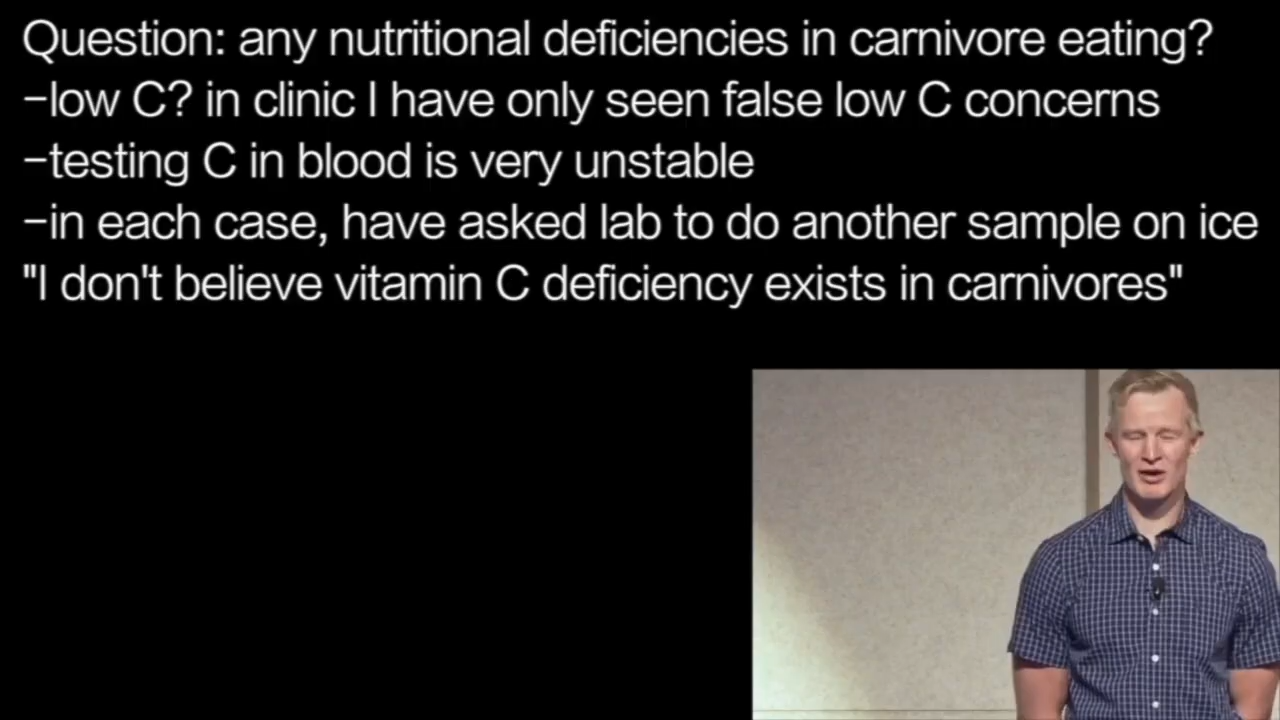 Question: any nutritional deficiencies in carnivore eating?
-low C? in clinic I have only seen false low C concerns
-testing C in blood is very unstable
-in each case, have asked lab to do another sample on ice
"I don't believe vitamin C deficiency exists in carnivores"